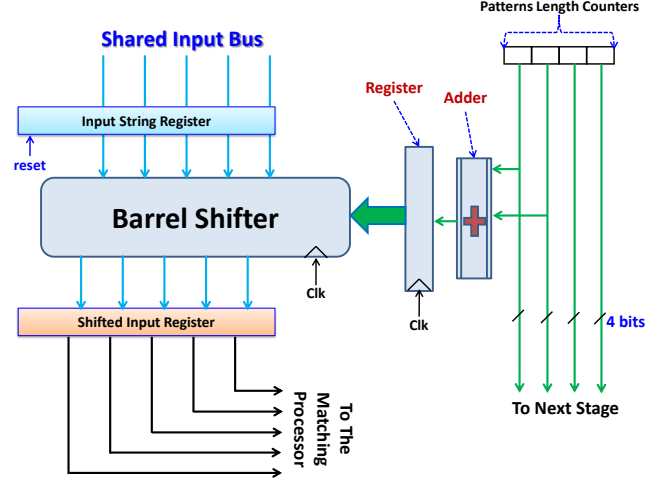 Patterns Length Counters
Shared Input Bus
Register
Adder
Input String Register
reset
Barrel Shifter
Clk
Clk
Shifted Input Register
4 bits
To Next Stage
To The
Matching
Processor